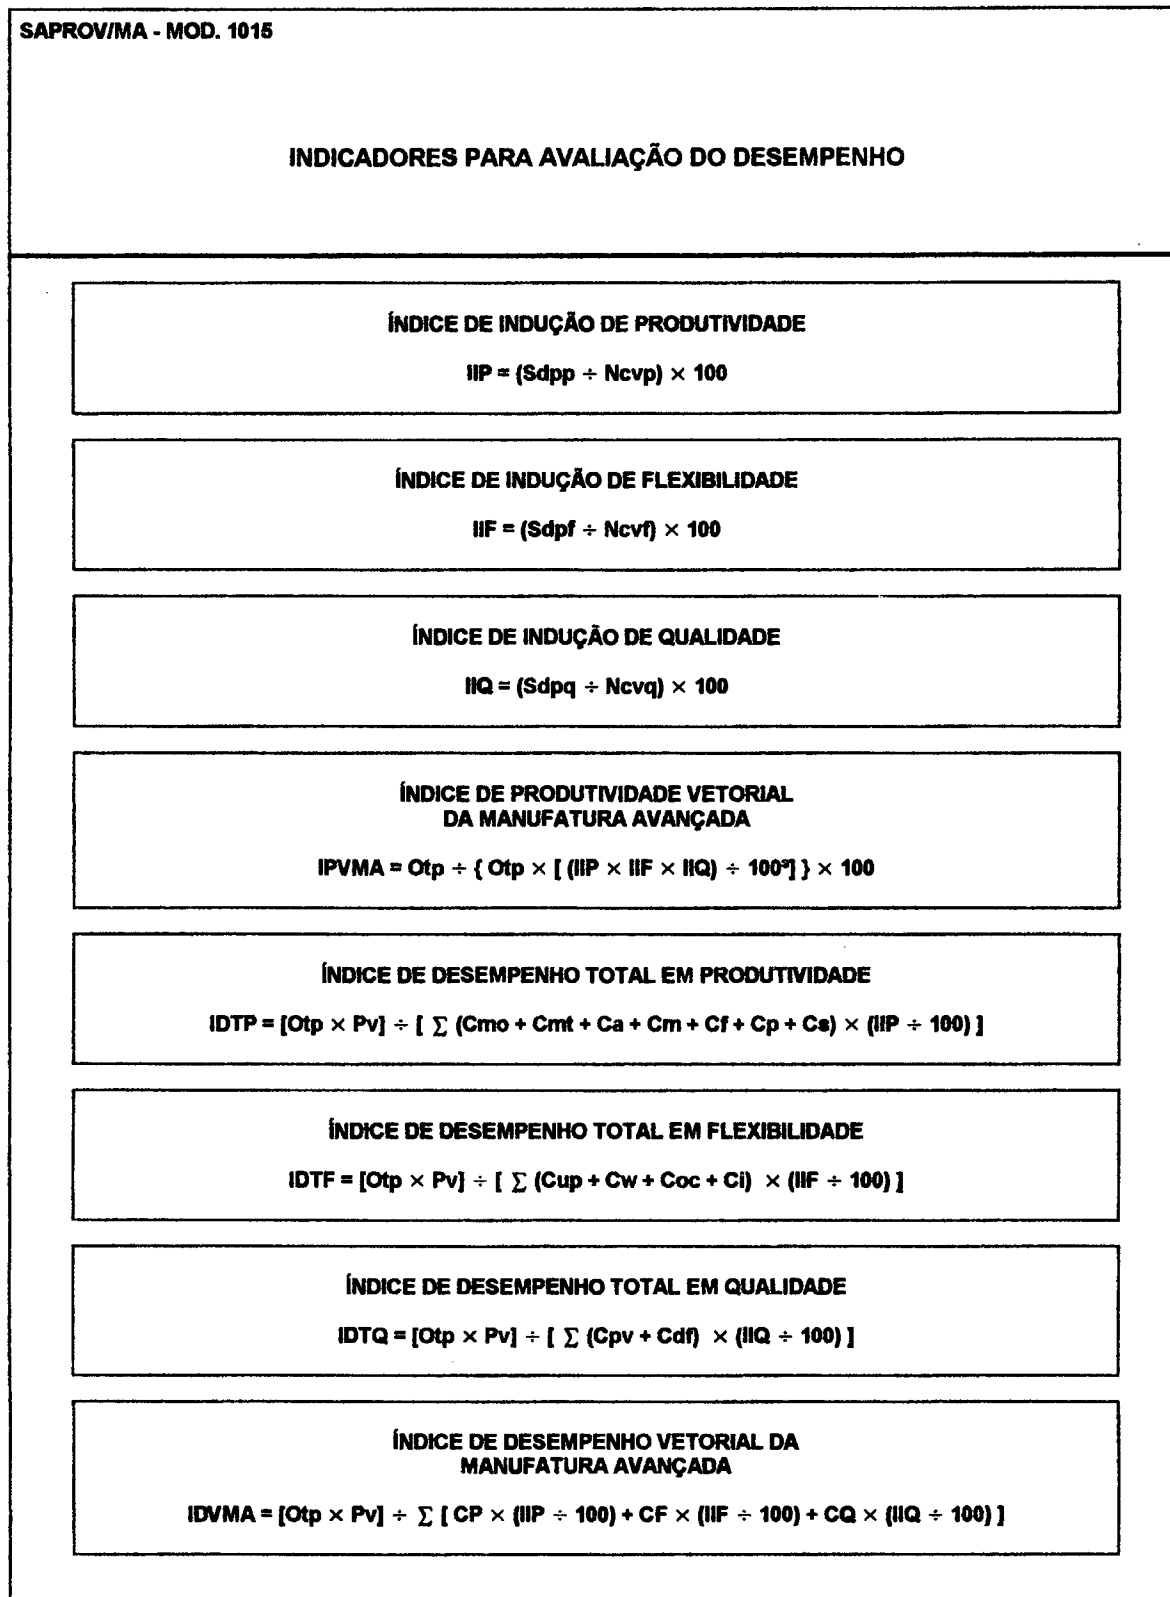 SAPROV/MA - MOD. 1015
INDICADORES PARA AVALIAÇÃO DO DESEMPENHO
ÍNDICE DE INDUÇÃO DE PRODUTIVIDADE
IIP = (Sdpp ÷ Ncvp) × 100
ÍNDICE DE INDUÇÃO DE FLEXIBILIDADE
IIF = (Sdpf ÷ Ncvf) × 100
ÍNDICE DE INDUÇÃO DE QUALIDADE
IIQ = (Sdpq ÷ Ncvq) × 100
ÍNDICE DE PRODUTIVIDADE VETORIAL
DA MANUFATURA AVANÇADA
IPVMA = Otp ÷ { Otp × [ (IIP × IIF × IIQ) ÷ 100³] } × 100
ÍNDICE DE DESEMPENHO TOTAL EM PRODUTIVIDADE
IDTP = [Otp × Pv] ÷ [ ∑ (Cmo + Cmt + Ca + Cm + Cf + Cp + Cs) × (IIP ÷ 100) ]
ÍNDICE DE DESEMPENHO TOTAL EM FLEXIBILIDADE
IDTF = [Otp × Pv] ÷ [ ∑ (Cup + Cw + Coc + Ci) × (IIF ÷ 100) ]
ÍNDICE DE DESEMPENHO TOTAL EM QUALIDADE
IDTQ = [Otp × Pv] ÷ [ ∑ (Cpv + Cdf) × (IIQ ÷ 100) ]
ÍNDICE DE DESEMPENHO VETORIAL DA
MANUFATURA AVANÇADA
IDVMA = [Otp × Pv] ÷ ∑ [ CP × (IIP ÷ 100) + CF × (IIF ÷ 100) + CQ × (IIQ ÷ 100) ]